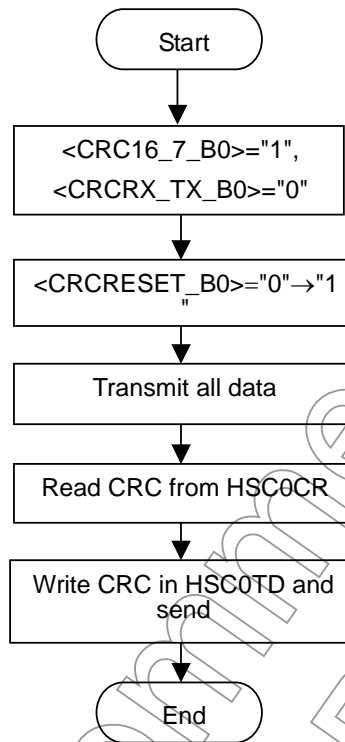 Start
<CRC16_7_B0>="1",
<CRCRX_TX_B0>="0"
<CRCRESET_B0>="0"→"1
"
Transmit all data
Read CRC from HSC0CR
Write CRC in HSC0TD and
send
End